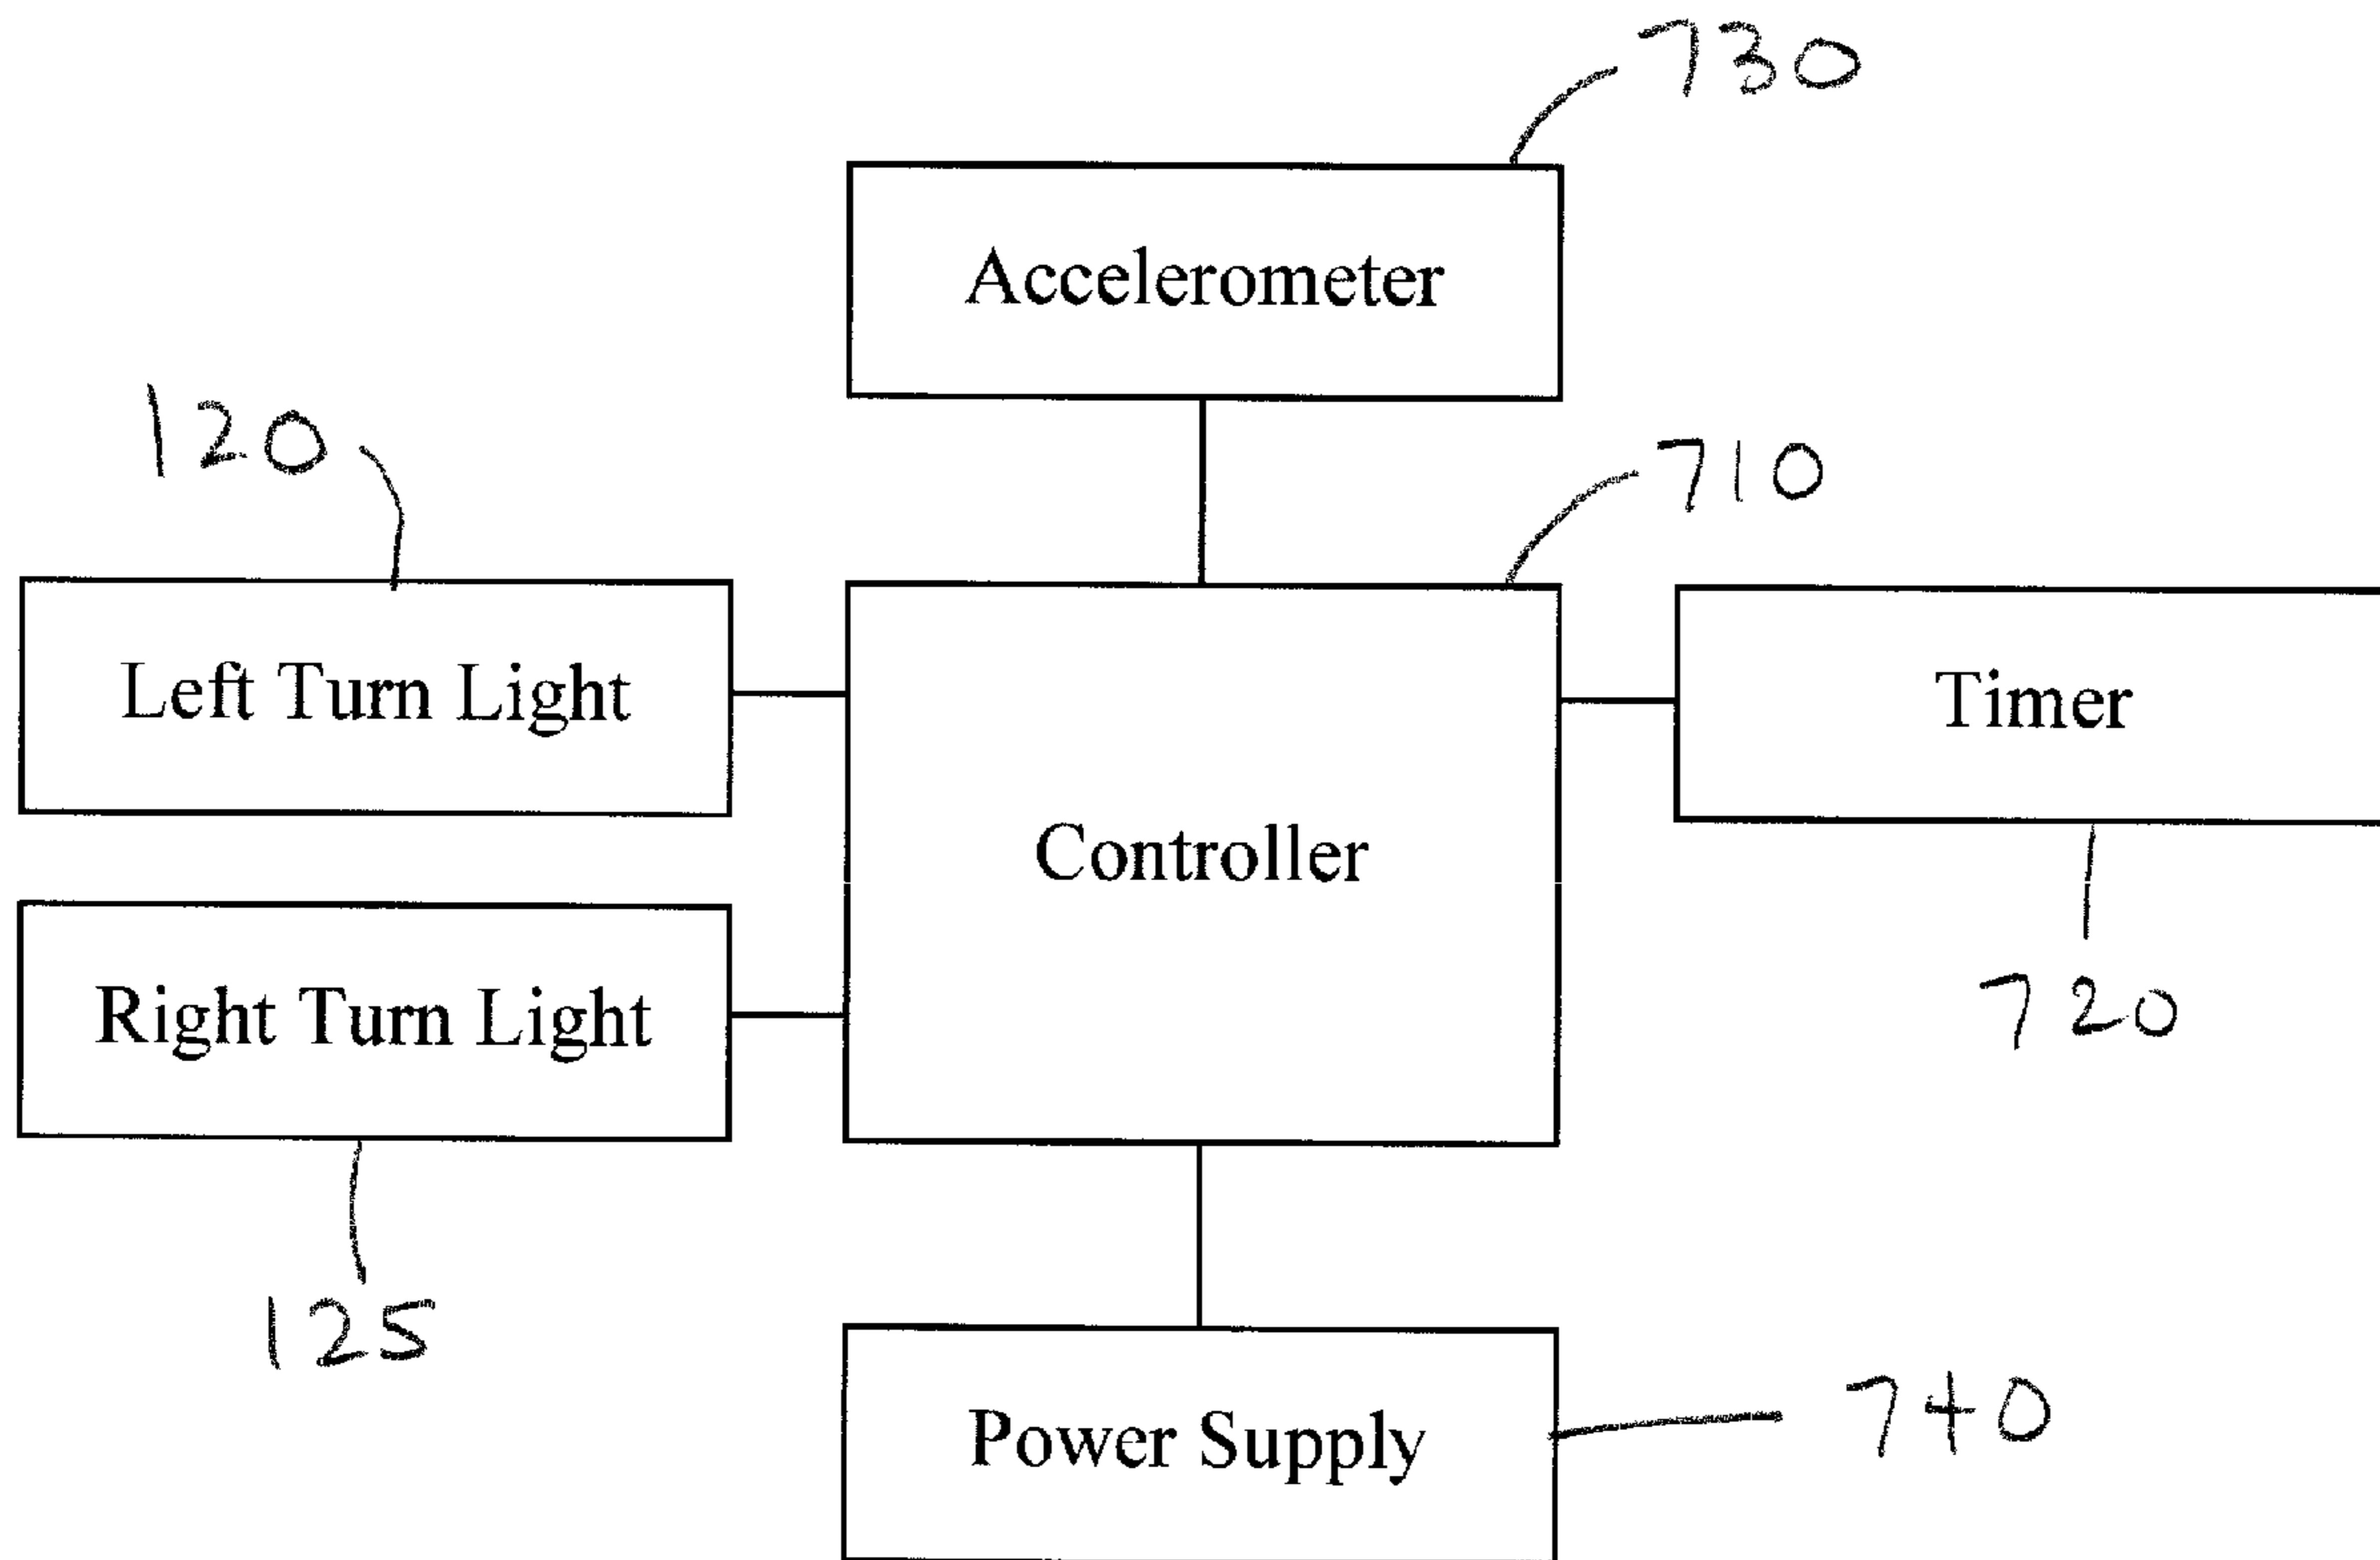 730
Accelerometer
120
710
Left Turn Light
Timer
Controller
Right Turn Light
720
125
Power Supply
740